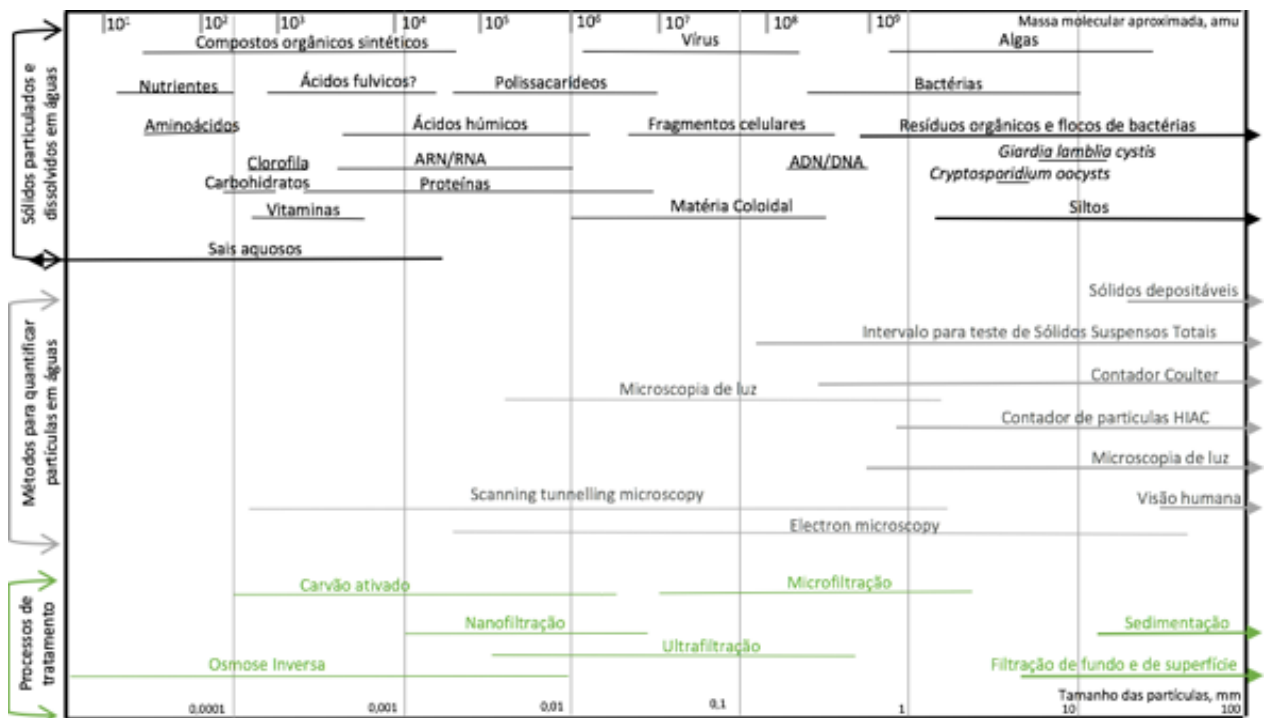 10¹ 10² 10³ 10⁴ 10⁵ 10⁶ 10⁷ 10⁸ 10⁹ Massa molecular aproximada, amu
Sólidos particulados e
dissolvidos em águas
Compostos orgânicos sintéticos Vírus Algas
Nutrientes Ácidos fulvicos? Polissacarídeos Bactérias
Aminoácidos Ácidos húmicos Fragmentos celulares Resíduos orgânicos e flocos de bactérias
Clorofila ARN/RNA ADN/DNA Giardia lamblia cystis
Carbohidratos Proteínas Cryptosporidium oocysts
Vitaminas Matéria Coloidal Siltos
Sais aquosos
Métodos para quantificar
partículas em águas
Sólidos depositáveis
Intervalo para teste de Sólidos Suspensos Totais
Contador Coulter
Microscopia de luz
Contador de particulas HIAC
Microscopia de luz
Scanning tunnelling microscopy Visão humana
Electron microscopy
Processos de
tratamento
Carvão ativado Microfiltração
Nanofiltração Sedimentação
Ultrafiltração
Osmose Inversa Filtração de fundo e de superfície
Tamanho das partículas, mm
0,0001 0,001 0,01 0,1 1 10 100